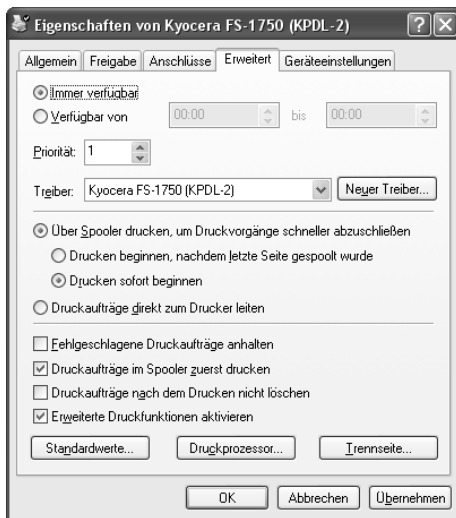 Eigenschaften von Kyocera FS-1750 (KPDL-2)
Allgemein Freigabe Anschlüsse Erweitert Geräteeinstellungen
Immer verfügbar
Verfügbar von 00:00 bis 00:00
Priorität: 1
Treiber: Kyocera FS-1750 (KPDL-2) Neuer Treiber...
Über Spooler drucken, um Druckvorgänge schneller abzuschließen
Drucken beginnen, nachdem letzte Seite gespoolt wurde
Drucken sofort beginnen
Druckaufträge direkt zum Drucker leiten
Fehlgeschlagene Druckaufträge anhalten
Druckaufträge im Spooler zuerst drucken
Druckaufträge nach dem Drucken nicht löschen
Erweiterte Druckfunktionen aktivieren
Standardwerte... Druckprozessor... Trennseite...
OK Abbrechen Übernehmen